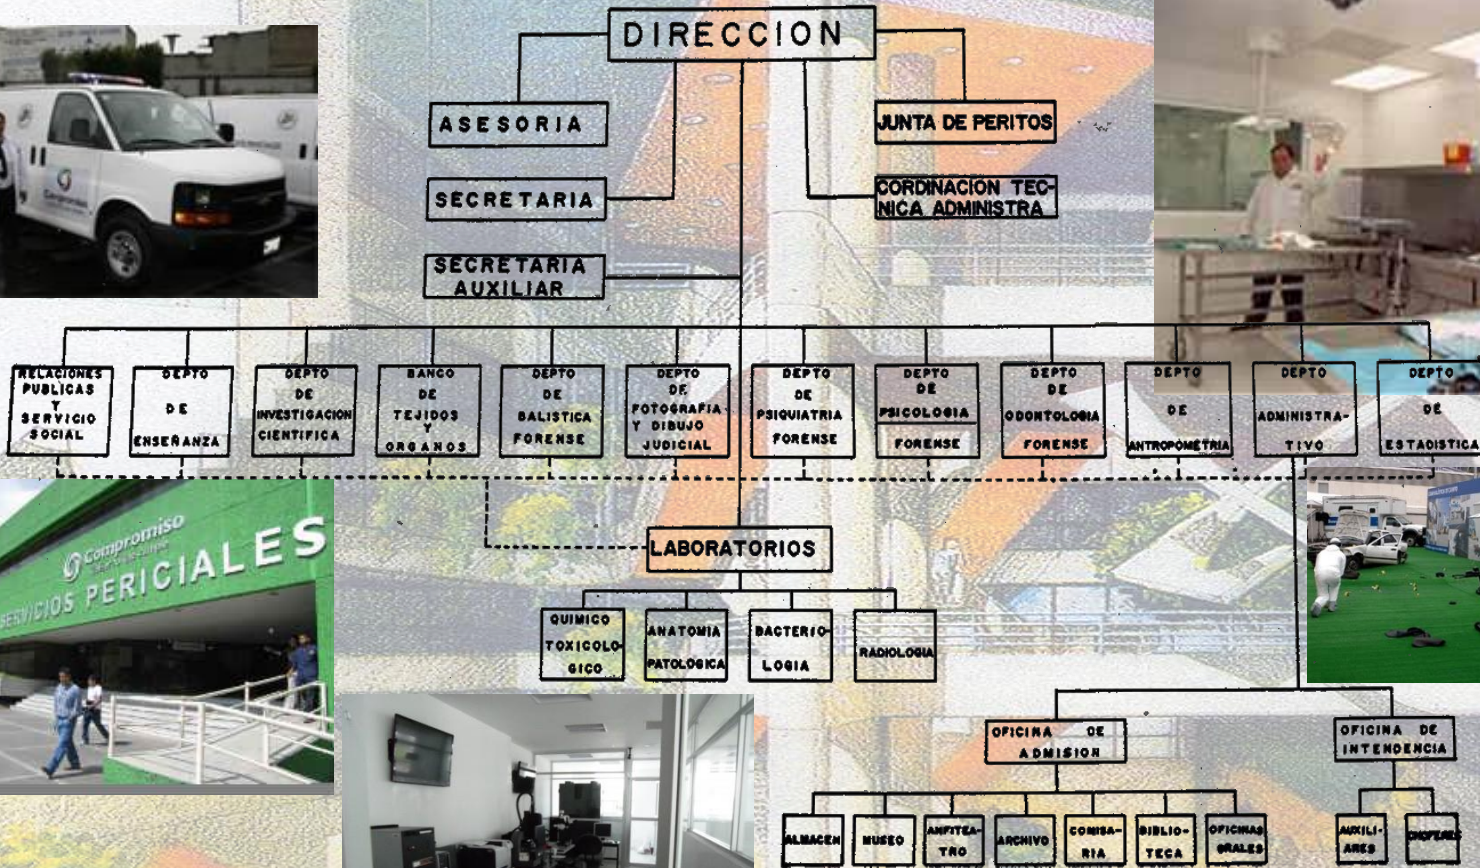 DIRECCION
ASESORIA
JUNTA DE PERITOS
SECRETARIA
CORDINACION TEC-
NICA ADMINISTRA
SECRETARIA
AUXILIAR
RELACIONES
PUBLICAS
Y
SERVICIO
SOCIAL
DEPTO
DE
ENSEÑANZA
DEPTO
DE
INVESTIGACION
CIENTIFICA
BANCO
DE
TEJIDOS
Y
ORGANOS
DEPTO
DE
BALISTICA
FORENSE
DEPTO
DE
FOTOGRAFIA
Y DIBUJO
JUDICIAL
DEPTO
DE
PSIQUIATRIA
FORENSE
DEPTO
DE
PSICOLOGIA
FORENSE
DEPTO
DE
ODONTOLOGIA
FORENSE
DEPTO
DE
ANTROPOMETRIA
DEPTO
ADMINISTRA-
TIVO
DEPTO
DE
ESTADISTICA
LABORATORIOS
QUIMICO
TOXICOLO-
GICO
ANATOMIA
PATOLOGICA
BACTERIO-
LOGIA
RADIOLOGIA
OFICINA DE
ADMISION
OFICINA DE
INTENDENCIA
ALMACEN
MUSEO
ANFITEA-
TRO
ARCHIVO
COMISA-
RIA
BIBLIO-
TECA
OFICINAS
GRALES
AUXILI-
ARES
CHOFERES
Compromiso
Compromiso
SERVICIOS PERICIALES